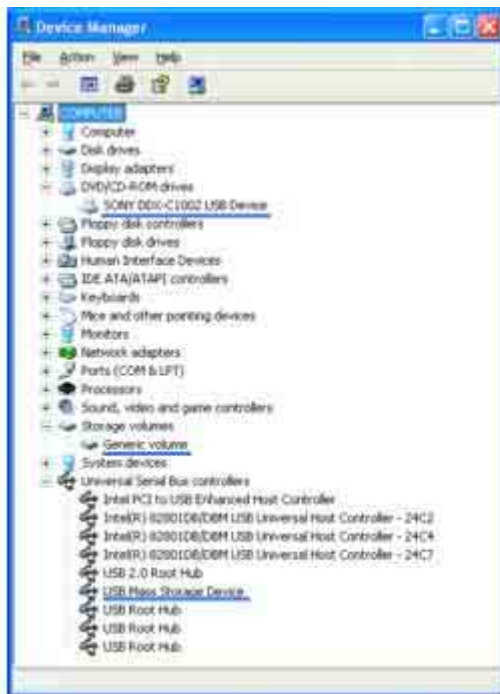 Device Manager
File Action View Help
COMPUTER
Computer
Disk drives
Display adapters
DVD/CD-ROM drives
SONY DDX-C1002 USB Device
Floppy disk controllers
Floppy disk drives
Human Interface Devices
IDE ATA/ATAPI controllers
Keyboards
Mice and other pointing devices
Monitors
Network adapters
Ports (COM & LPT)
Processors
Sound, video and game controllers
Storage volumes
Generic volume
System devices
Universal Serial Bus controllers
Intel PCI to USB Enhanced Host Controller
Intel(R) 82801DB/DBM USB Universal Host Controller - 24C2
Intel(R) 82801DB/DBM USB Universal Host Controller - 24C4
Intel(R) 82801DB/DBM USB Universal Host Controller - 24C7
USB 2.0 Root Hub
USB Mass Storage Device
USB Root Hub
USB Root Hub
USB Root Hub